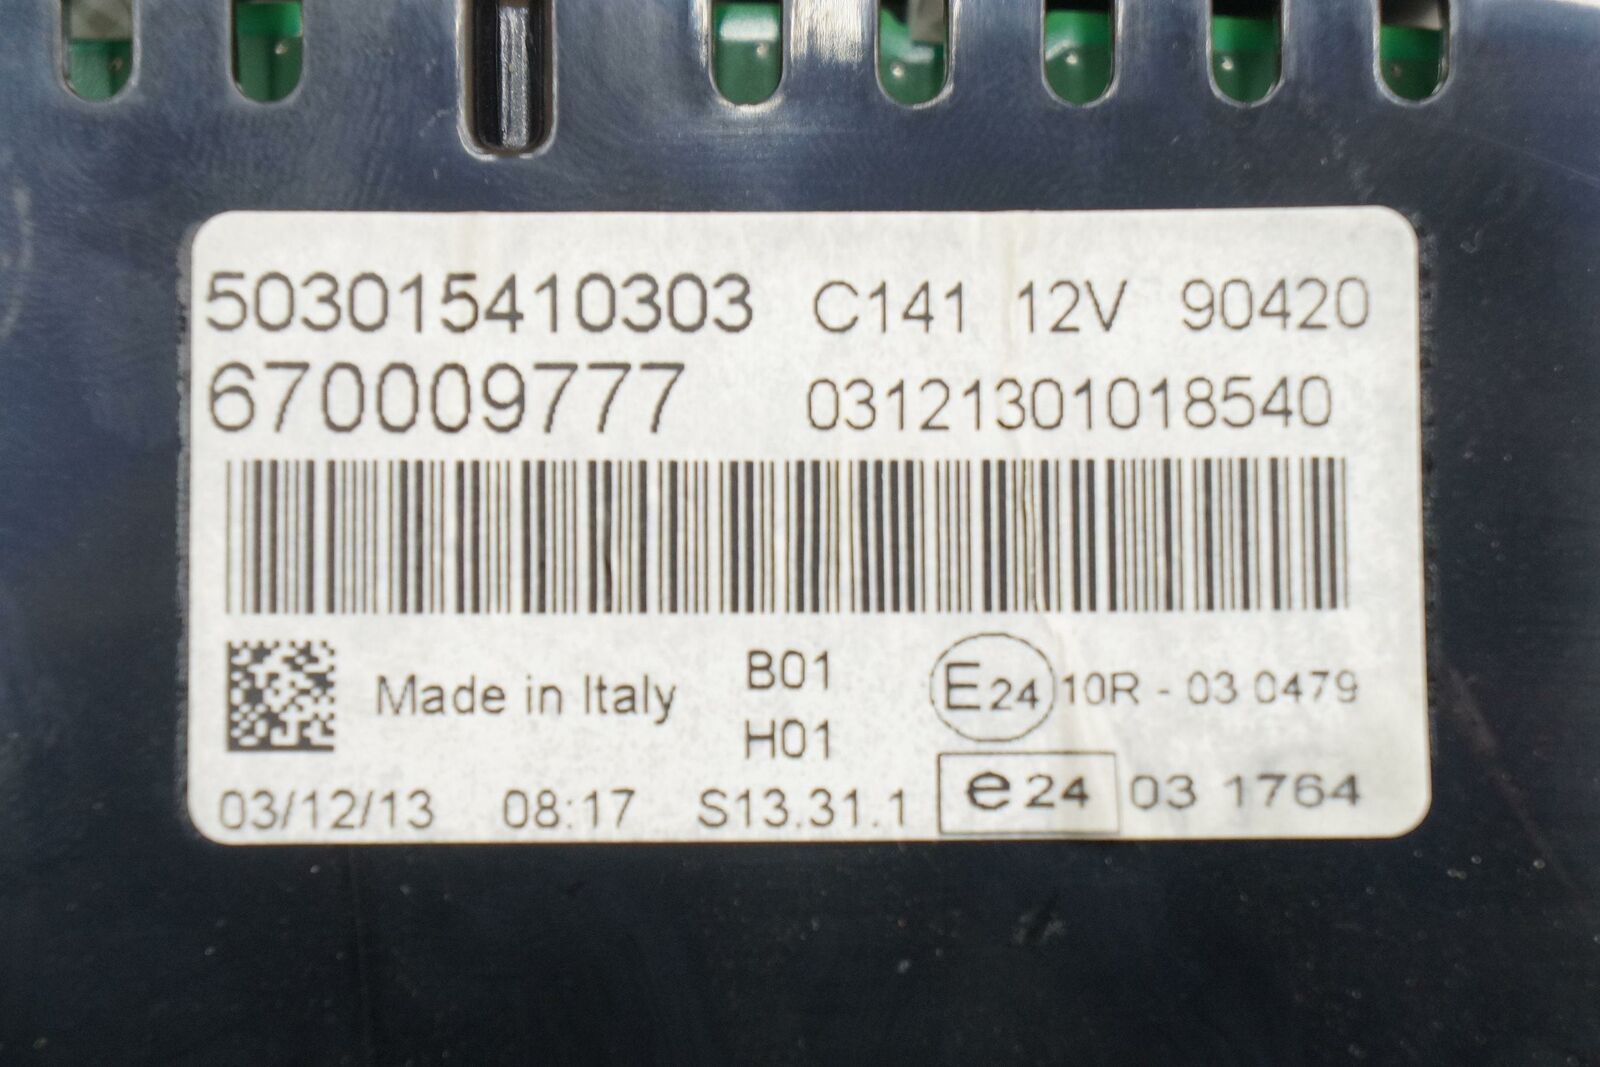 503015410303 C141 12V 90420
670009777 03121301018540
Made in Italy B01 E24 10R - 03 0479
H01
03/12/13 08:17 S13.31.1 e24 03 1764